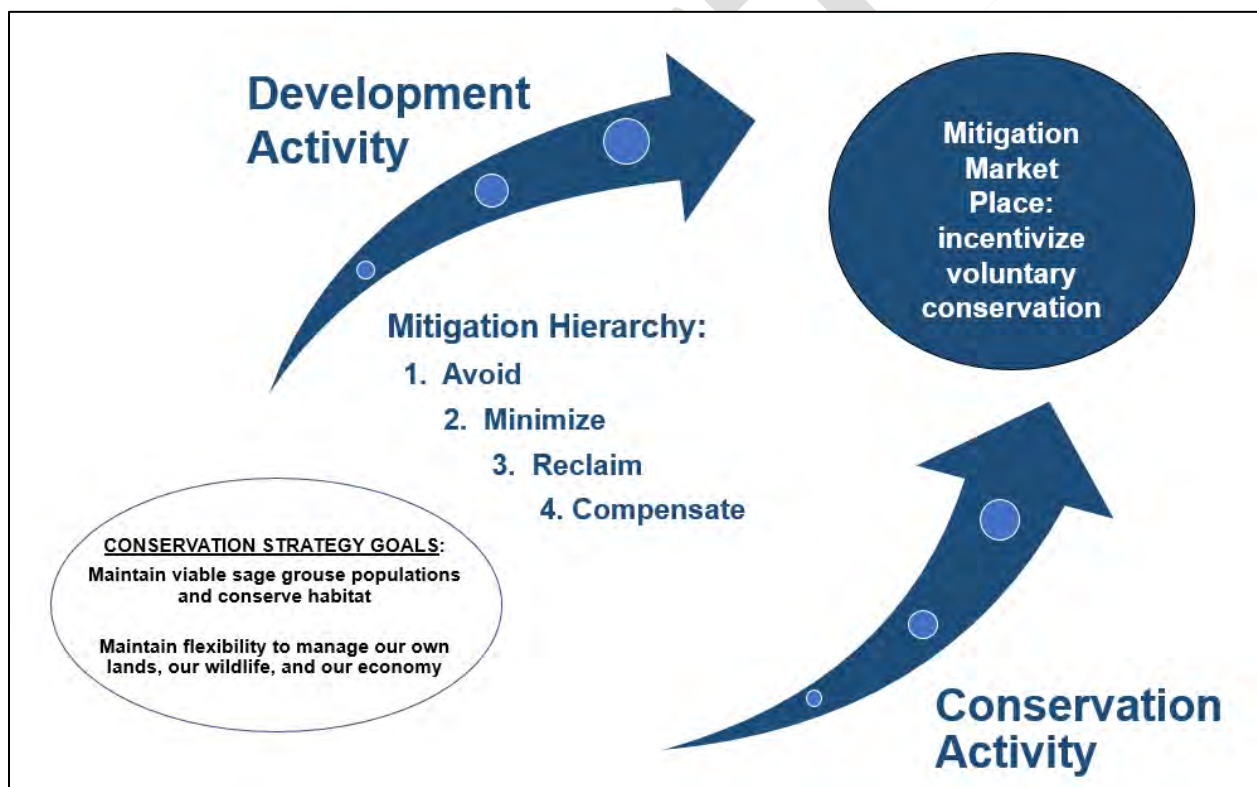 Development
Activity
Mitigation
Market
Place:
incentivize
voluntary
conservation
Mitigation Hierarchy:
1. Avoid
2. Minimize
3. Reclaim
4. Compensate
CONSERVATION STRATEGY GOALS:
Maintain viable sage grouse populations
and conserve habitat
Maintain flexibility to manage our own
lands, our wildlife, and our economy
Conservation
Activity